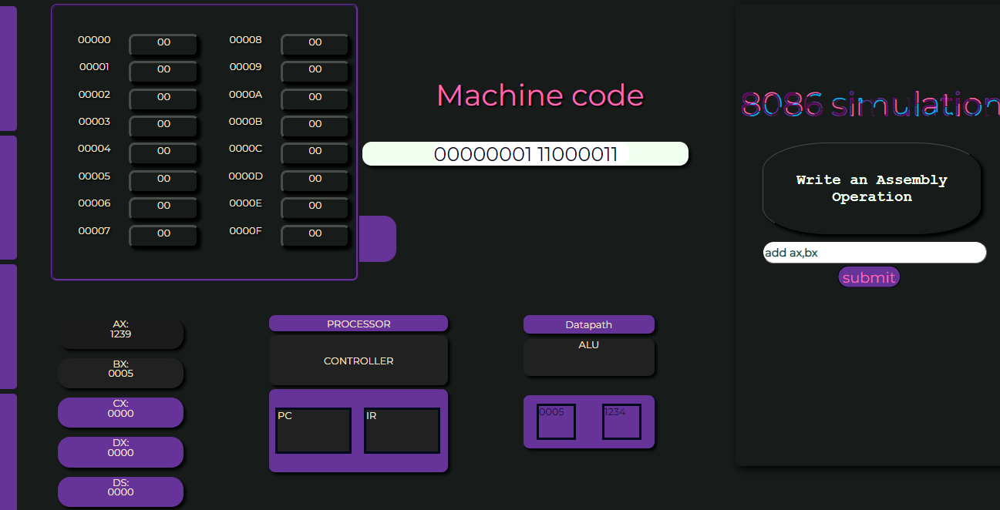 00000 00 00008 00
00001 00 00009 00
00002 00 0000A 00
00003 00 0000B 00
00004 00 0000C 00
00005 00 0000D 00
00006 00 0000E 00
00007 00 0000F 00
Machine code
00000001 11000011
8086 simulation
Write an Assembly
Operation
add ax,bx
submit
AX:
1239
BX:
0005
CX:
0000
DX:
0000
DS:
0000
PROCESSOR
CONTROLLER
PC IR
Datapath
ALU
0005 1234